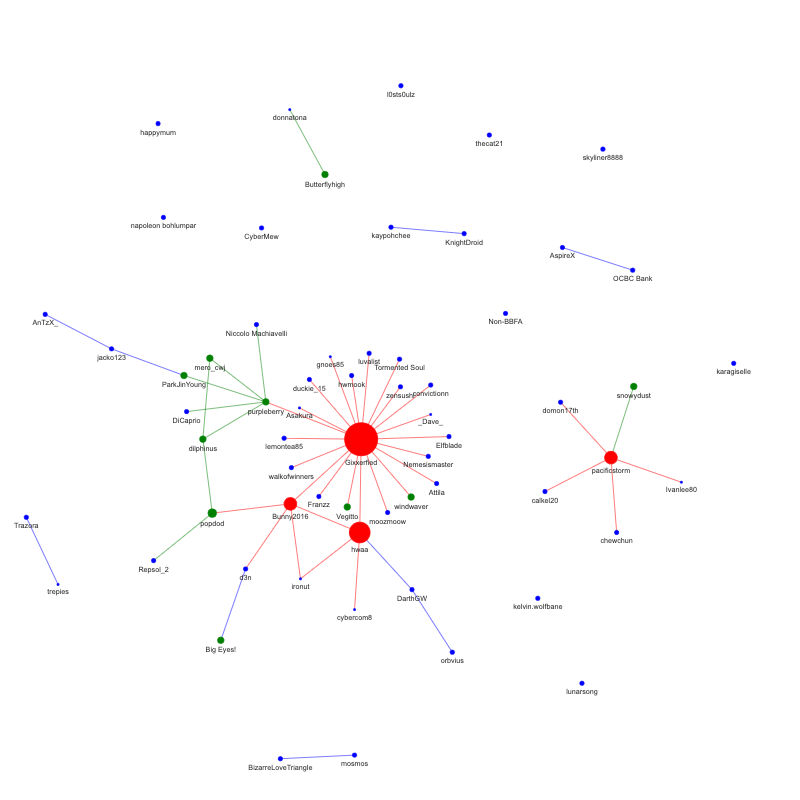 l0sts0ulz
donnatona
happymum
thecat21
skyliner8888
Butterflyhigh
napoleon bohlumpar
CyberMew
kaypohchee
KnightDroid
AspireX
OCBC Bank
AnTzX_
Non-BBFA
Niccolo Machiavelli
jacko123
mero_cwj
gnoes85
luvalist
Tormented Soul
karagiselle
ParkJinYoung
duckie_15
hwmook
zensush
convictionn
snowydust
purpleberry
Asakura
DiCaprio
_Dave_
domon17th
dilphinus
lemontea85
Gixxerfled
Elfblade
Nemesismaster
pacificstorm
walkofwinners
Attila
Ivanlee80
calkel20
Franzz
windwaver
Bunny2016
Vegitto
moozmoow
popdod
Trazora
hwaa
chewchun
Repsol_2
d3n
ironut
trepies
DarthGW
kelvin.wolfbane
cybercom8
Big Eyes!
orbvius
lunarsong
BizarreLoveTriangle
mosmos